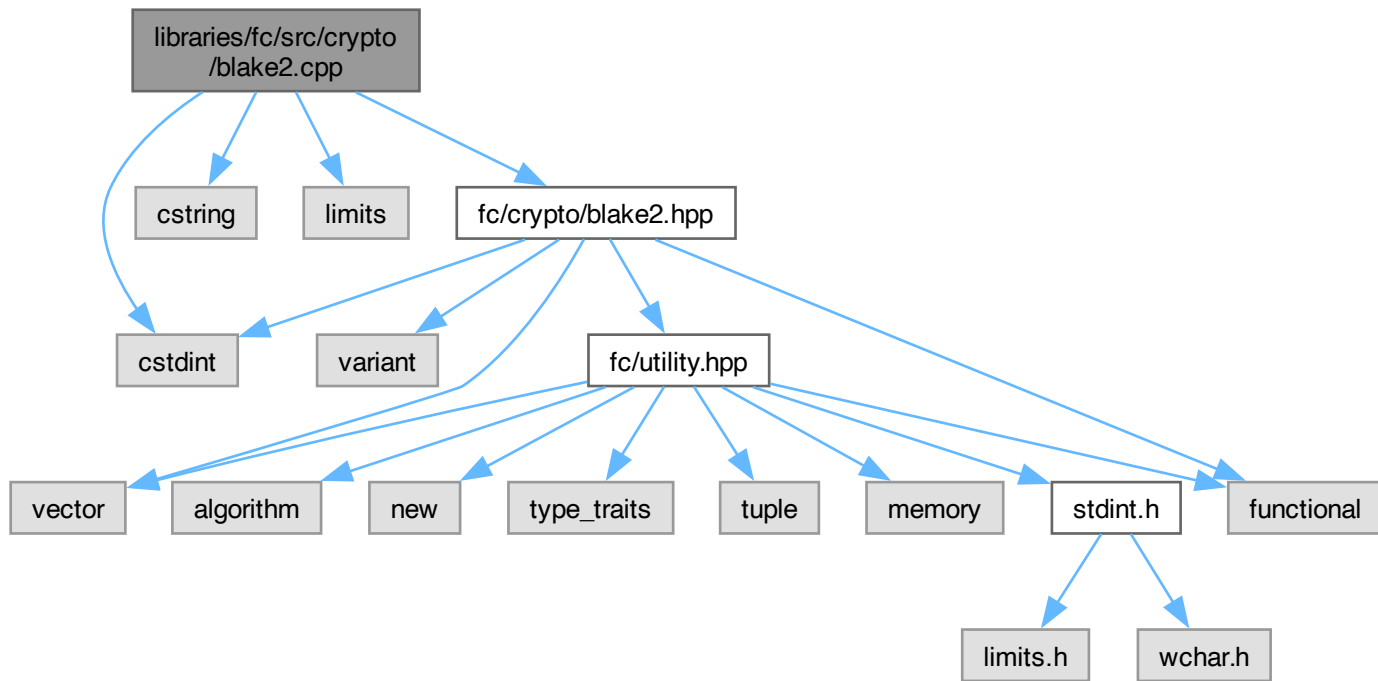 libraries/fc/src/crypto
/blake2.cpp
cstring
limits
fc/crypto/blake2.hpp
cstdint
variant
fc/utility.hpp
vector
algorithm
new
type_traits
tuple
memory
stdint.h
functional
limits.h
wchar.h